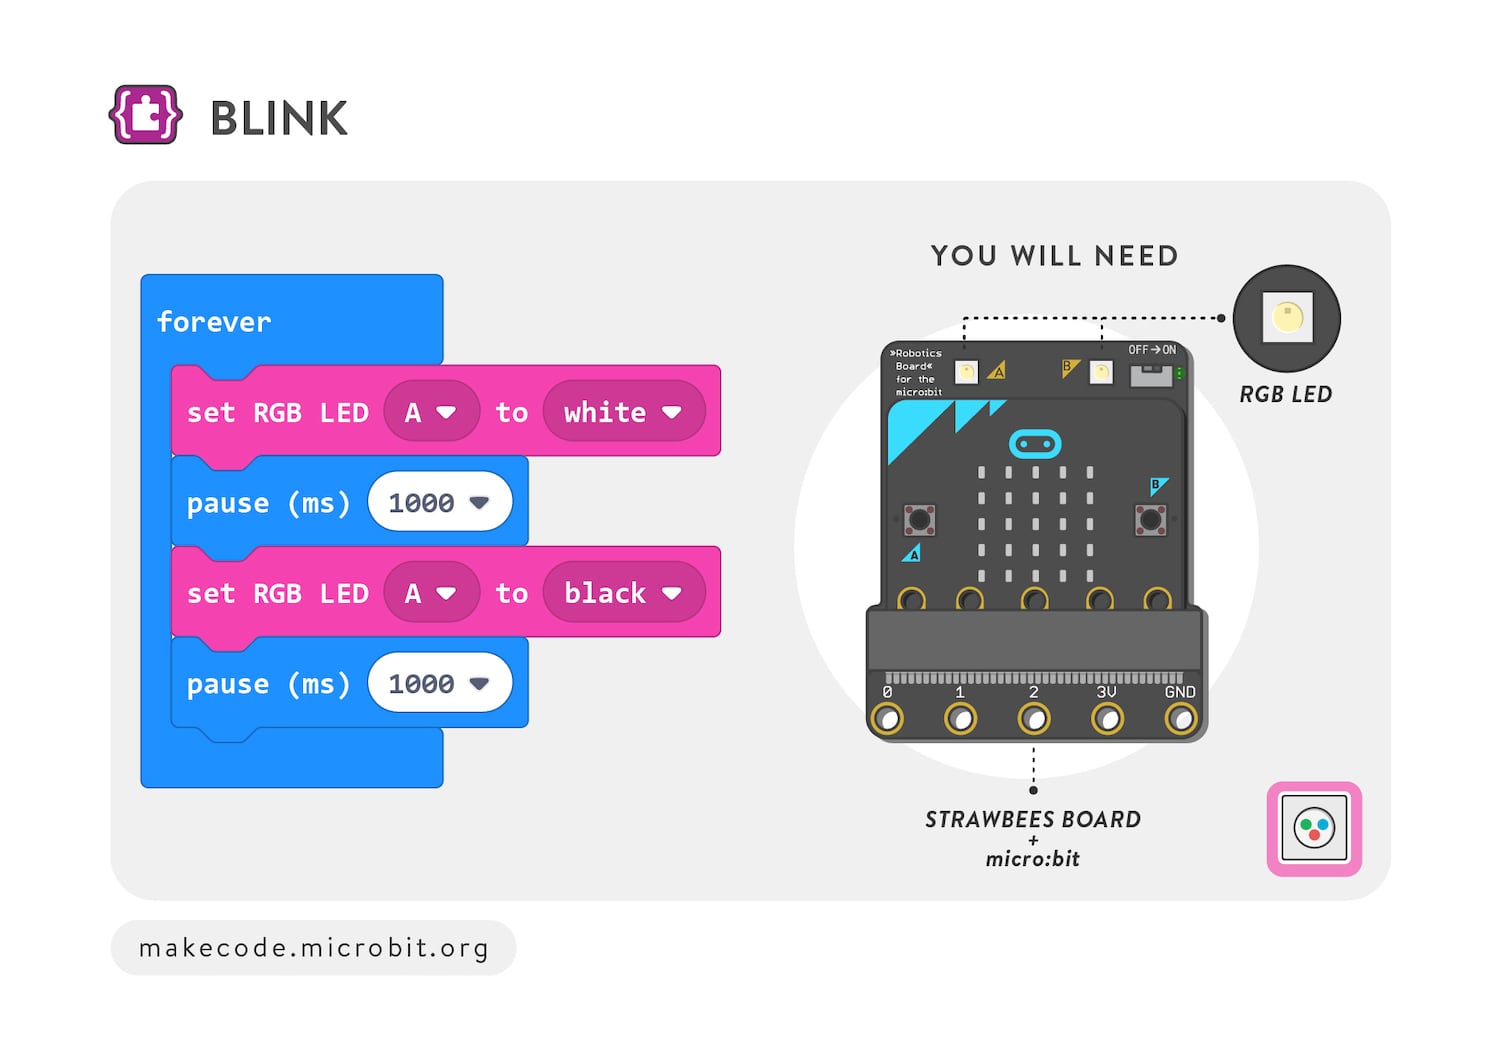 BLINK
forever
set RGB LED A to white
pause (ms) 1000
set RGB LED A to black
pause (ms) 1000
YOU WILL NEED
»Robotics
Board«
for the
micro:bit
A
B
OFF→ON
RGB LED
B
A
0 1 2 3V GND
STRAWBEES BOARD
+
micro:bit
makecode.microbit.org